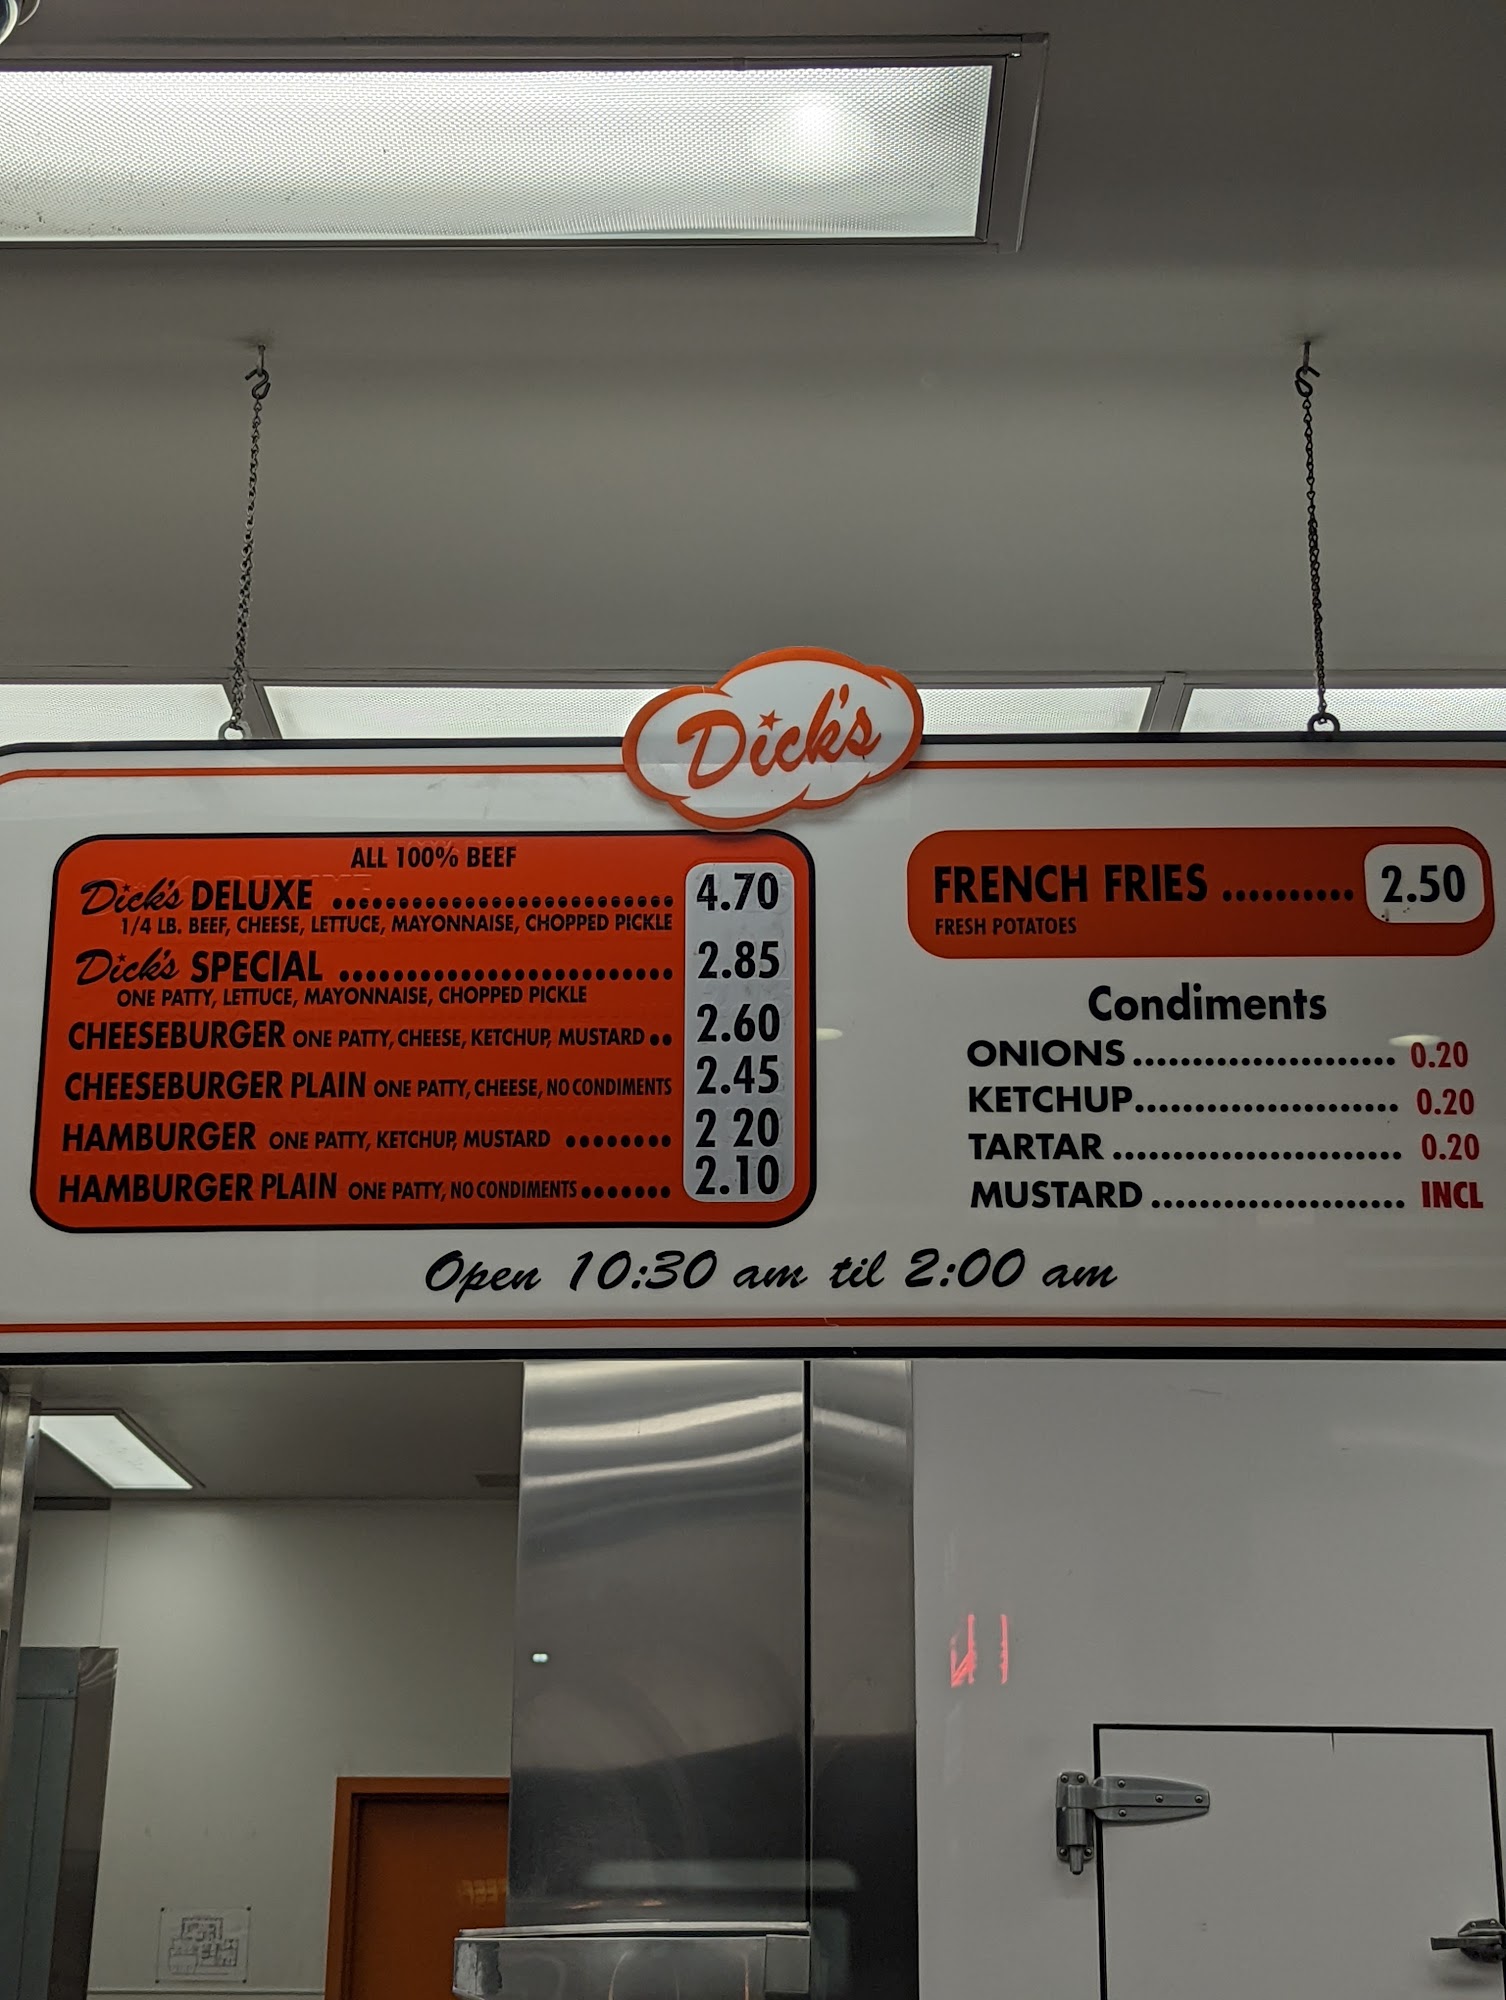 Dick's
ALL 100% BEEF
Dick's DELUXE ........................ 4.70
1/4 LB. BEEF, CHEESE, LETTUCE, MAYONNAISE, CHOPPED PICKLE
Dick's SPECIAL ........................ 2.85
ONE PATTY, LETTUCE, MAYONNAISE, CHOPPED PICKLE
CHEESEBURGER ONE PATTY, CHEESE, KETCHUP, MUSTARD .. 2.60
CHEESEBURGER PLAIN ONE PATTY, CHEESE, NO CONDIMENTS 2.45
HAMBURGER ONE PATTY, KETCHUP, MUSTARD ........ 2 20
HAMBURGER PLAIN ONE PATTY, NO CONDIMENTS ....... 2.10
FRENCH FRIES ........... 2.50
FRESH POTATOES
Condiments
ONIONS ...................... 0.20
KETCHUP ...................... 0.20
TARTAR ........................ 0.20
MUSTARD ..................... INCL
Open 10:30 am til 2:00 am